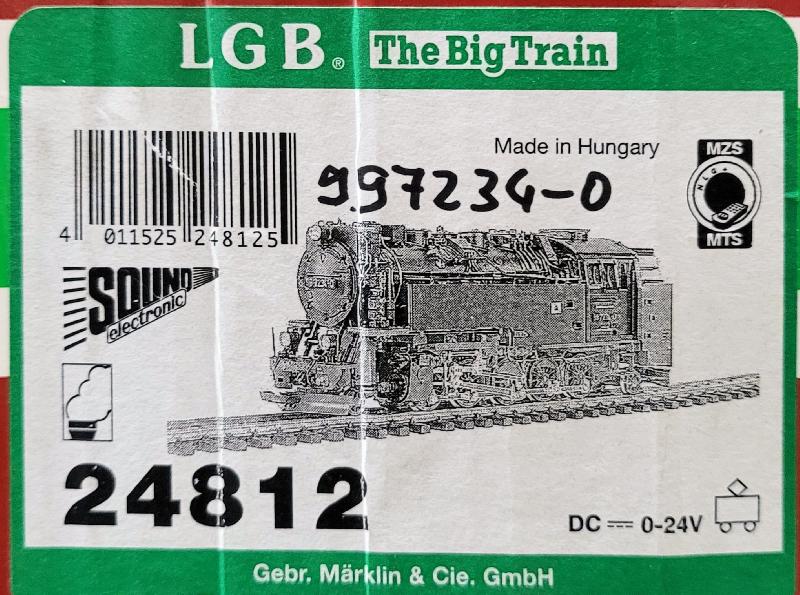 LGB® The Big Train
Made in Hungary
997234-0
4 011525 248125
MZS
MTS
SOUND
electronic
24812
DC ⎓ 0-24V
Gebr. Märklin & Cie. GmbH